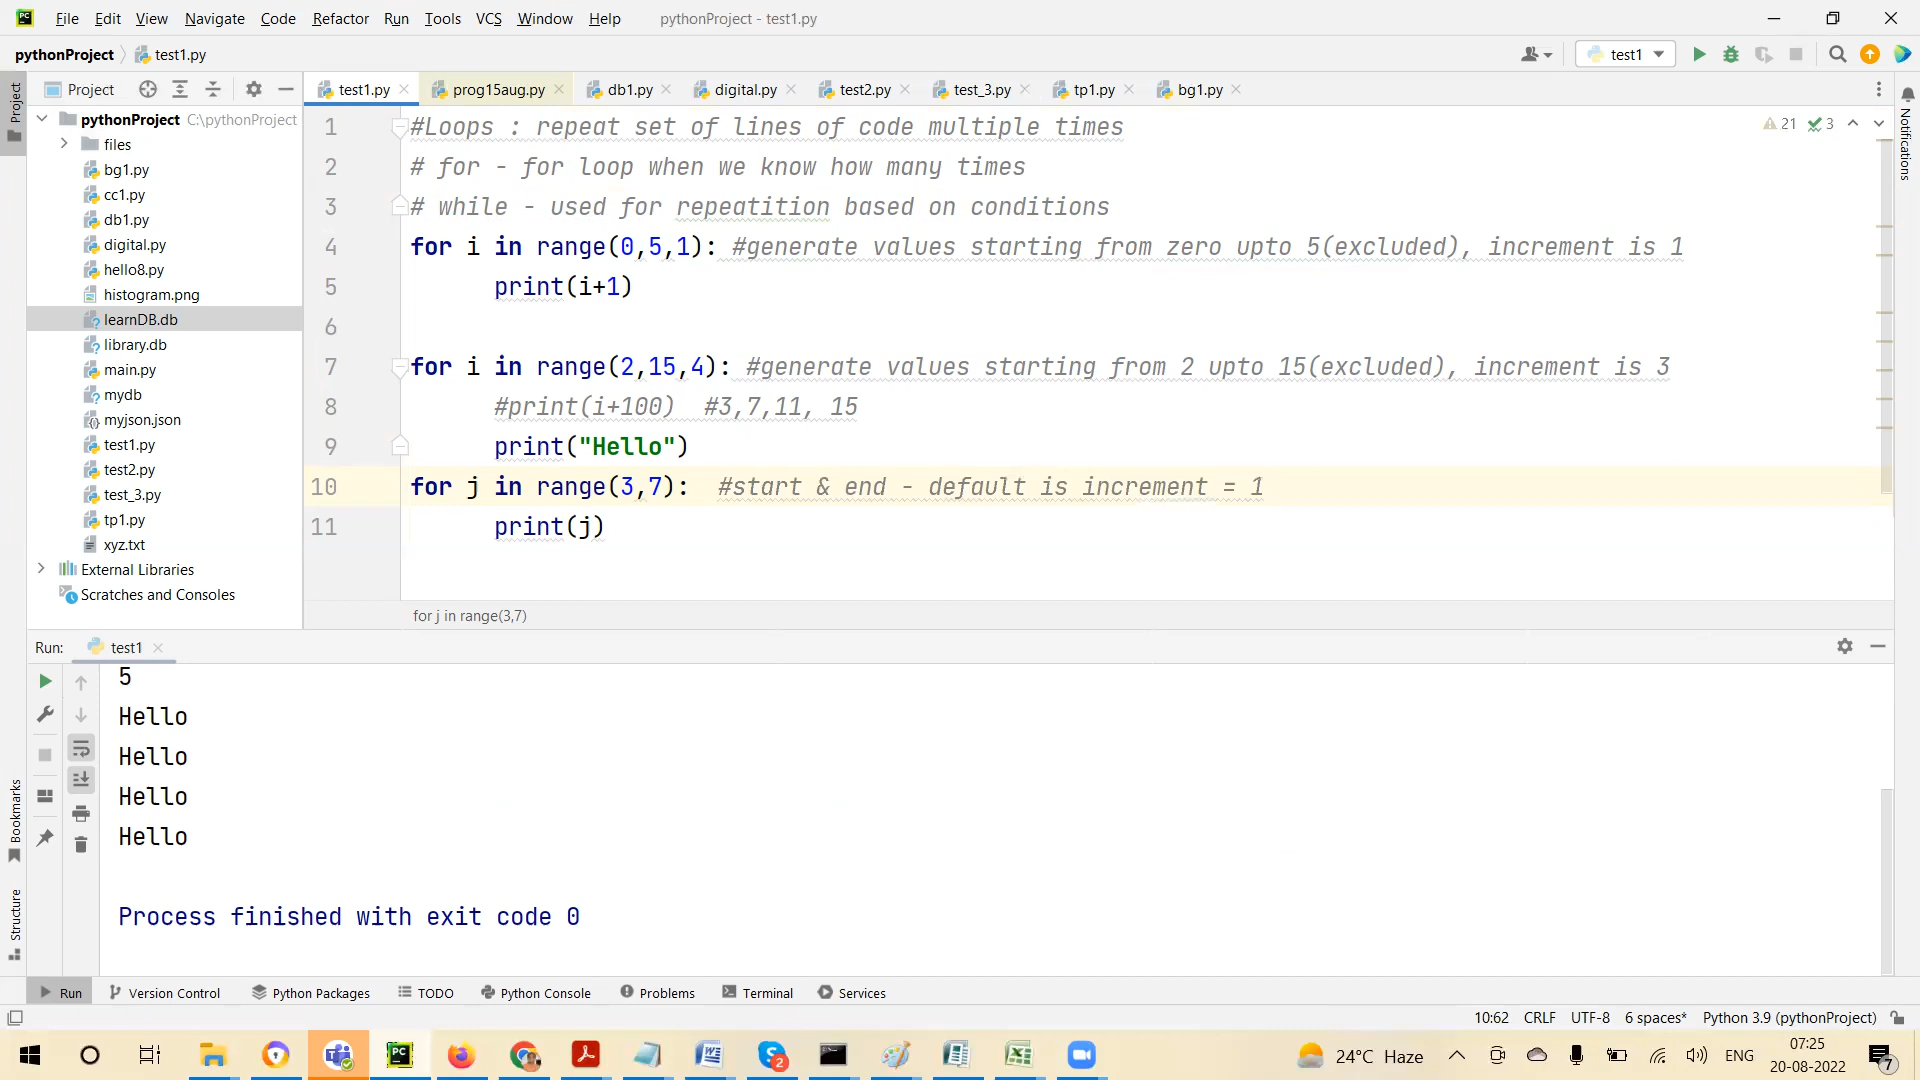 File Edit View Navigate Code Refactor Run Tools VCS Window Help pythonProject - test1.py
pythonProject test1.py
test1
Project
test1.py prog15aug.py db1.py digital.py test2.py test_3.py tp1.py bg1.py
Project
Notifications
pythonProject C:\pythonProject
files
bg1.py
cc1.py
db1.py
digital.py
hello8.py
histogram.png
learnDB.db
library.db
main.py
mydb
myjson.json
test1.py
test2.py
test_3.py
tp1.py
xyz.txt
External Libraries
Scratches and Consoles
21 3
1 #Loops : repeat set of lines of code multiple times
2 # for - for loop when we know how many times
3 # while - used for repeatition based on conditions
4 for i in range(0,5,1): #generate values starting from zero upto 5(excluded), increment is 1
5 print(i+1)
6
7 for i in range(2,15,4): #generate values starting from 2 upto 15(excluded), increment is 3
8 #print(i+100) #3,7,11, 15
9 print("Hello")
10 for j in range(3,7): #start & end - default is increment = 1
11 print(j)
for j in range(3,7)
Run: test1
5
Hello
Hello
Hello
Hello
Process finished with exit code 0
Bookmarks
Structure
Run Version Control Python Packages TODO Python Console Problems Terminal Services
10:62 CRLF UTF-8 6 spaces* Python 3.9 (pythonProject)
PC
2
24°C Haze
ENG
07:25
20-08-2022
7